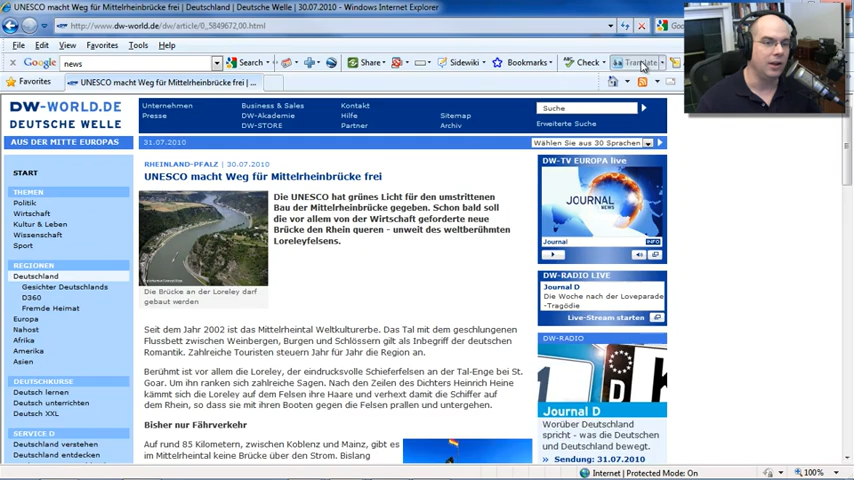 UNESCO macht Weg für Mittelrheinbrücke frei | Deutschland | Deutsche Welle | 30.07.2010 - Windows Internet Explorer
http://www.dw-world.de/dw/article/0,,5849672,00.html
File Edit View Favorites Tools Help
Google news Search Share Sidewiki Bookmarks Check Translate
Favorites UNESCO macht Weg für Mittelrheinbrücke frei | ...
DW-WORLD.DE
DEUTSCHE WELLE
Unternehmen Business & Sales Kontakt
Presse DW-Akademie Hilfe Sitemap
DW-STORE Partner Archiv
Suche
Erweiterte Suche
AUS DER MITTE EUROPAS 31.07.2010 Wählen Sie aus 30 Sprachen
START
THEMEN
Politik
Wirtschaft
Kultur & Leben
Wissenschaft
Sport
REGIONEN
Deutschland
Gesichter Deutschlands
D360
Fremde Heimat
Europa
Nahost
Afrika
Amerika
Asien
DEUTSCHKURSE
Deutsch lernen
Deutsch unterrichten
Deutsch XXL
SERVICE D
Deutschland verstehen
Deutschland entdecken
RHEINLAND-PFALZ | 30.07.2010
UNESCO macht Weg für Mittelrheinbrücke frei
Die UNESCO hat grünes Licht für den umstrittenen
Bau der Mittelrheinbrücke gegeben. Schon bald soll
die vor allem von der Wirtschaft geforderte neue
Brücke den Rhein queren - unweit des weltberühmten
Loreleyfelsens.
Die Brücke an der Loreley darf
gebaut werden
Seit dem Jahr 2002 ist das Mittelrheintal Weltkulturerbe. Das Tal mit dem geschlungenen
Flussbett zwischen Weinbergen, Burgen und Schlössern gilt als Inbegriff der deutschen
Romantik. Zahlreiche Touristen steuern Jahr für Jahr die Region an.
Berühmt ist vor allem die Loreley, der eindrucksvolle Schieferfelsen an der Tal-Enge bei St.
Goar. Um ihn ranken sich zahlreiche Sagen. Nach den Zeilen des Dichters Heinrich Heine
kämmt sich die Loreley auf dem Felsen ihre Haare und verhext damit die Schiffer auf
dem Rhein, so dass sie mit ihren Booten gegen die Felsen prallen und untergehen.
Bisher nur Fährverkehr
Auf rund 85 Kilometern, zwischen Koblenz und Mainz, gibt es
im Mittelrheintal keine Brücke über den Strom. Bislang
DW-TV EUROPA live
JOURNAL
NEWS
Journal INFO
DW-RADIO LIVE
Journal D
Die Woche nach der Loveparade
-Tragödie
Live-Stream starten
DW-RADIO
Journal D
Worüber Deutschland
spricht - was die Deutschen
und Deutschland bewegt.
» Sendung: 31.07.2010
Internet | Protected Mode: On 100%